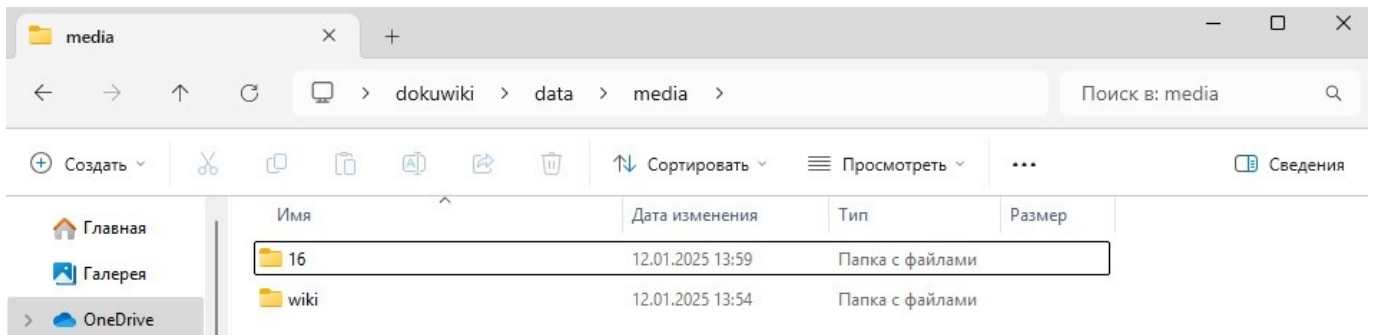 media
dokuwiki > data > media >
Поиск в: media
Создать
Сортировать
Просмотреть
Сведения
Главная
Галерея
OneDrive
Имя Дата изменения Тип Размер
16 12.01.2025 13:59 Папка с файлами
wiki 12.01.2025 13:54 Папка с файлами